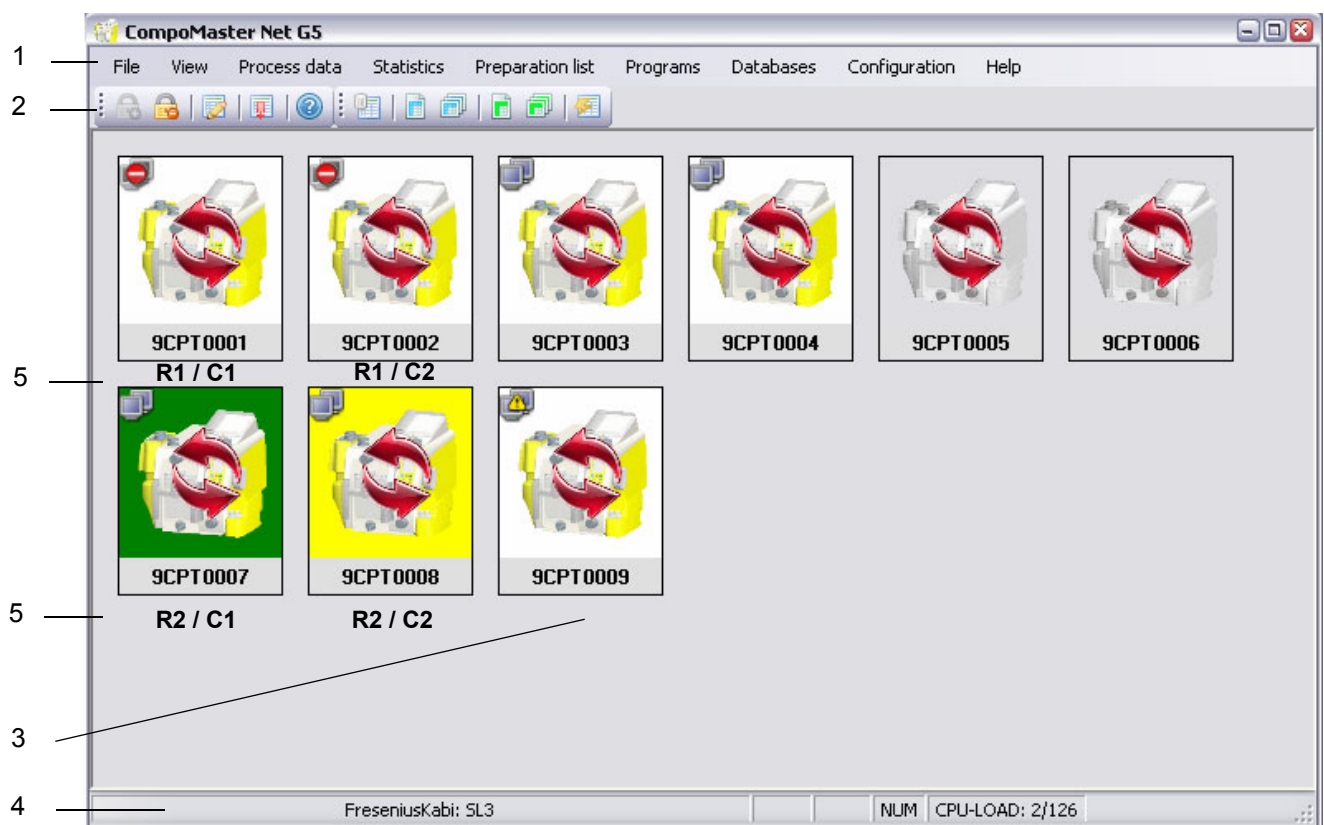 CompoMaster Net G5
1
File View Process data Statistics Preparation list Programs Databases Configuration Help
2
9CPT0001 9CPT0002 9CPT0003 9CPT0004 9CPT0005 9CPT0006
R1 / C1 R1 / C2
5
9CPT0007 9CPT0008 9CPT0009
5
R2 / C1 R2 / C2
3
4
FreseniusKabi: SL3 NUM CPU-LOAD: 2/126